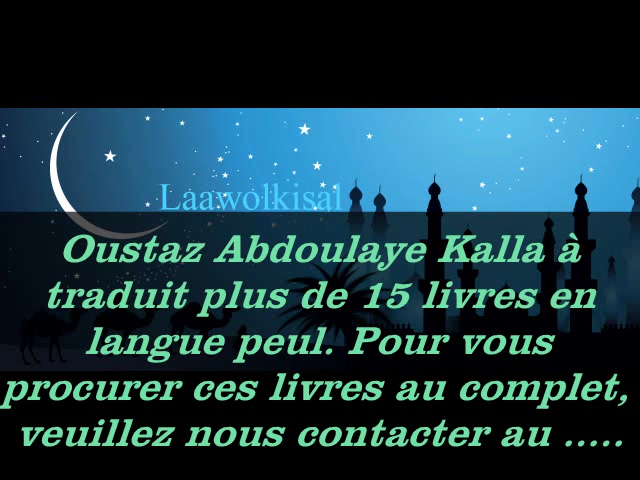 Laawolkisal
Oustaz Abdoulaye Kalla à
traduit plus de 15 livres en
langue peul. Pour vous
procurer ces livres au complet,
veuillez nous contacter au .....